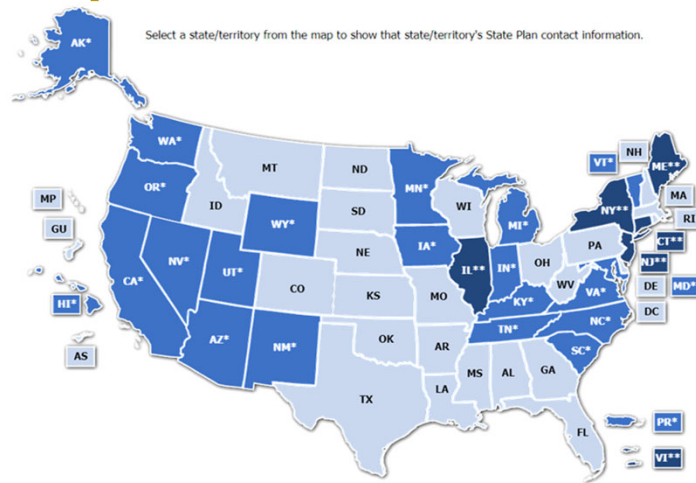 Select a state/territory from the map to show that state/territory's State Plan contact information.
AK*
WA*
MT
ND
MN*
VT*
NH
ME**
OR*
ID
SD
WI
MI*
NY**
MA
RI
MP
WY*
IA*
PA
CT**
GU
NV*
NE
IL**
IN*
OH
NJ**
CA*
UT*
CO
KS
MO
WV
VA*
DE
MD*
HI*
KY*
DC
AZ*
NM*
OK
AR
TN*
NC*
AS
SC*
TX
LA
MS
AL
GA
FL
PR*
VI**